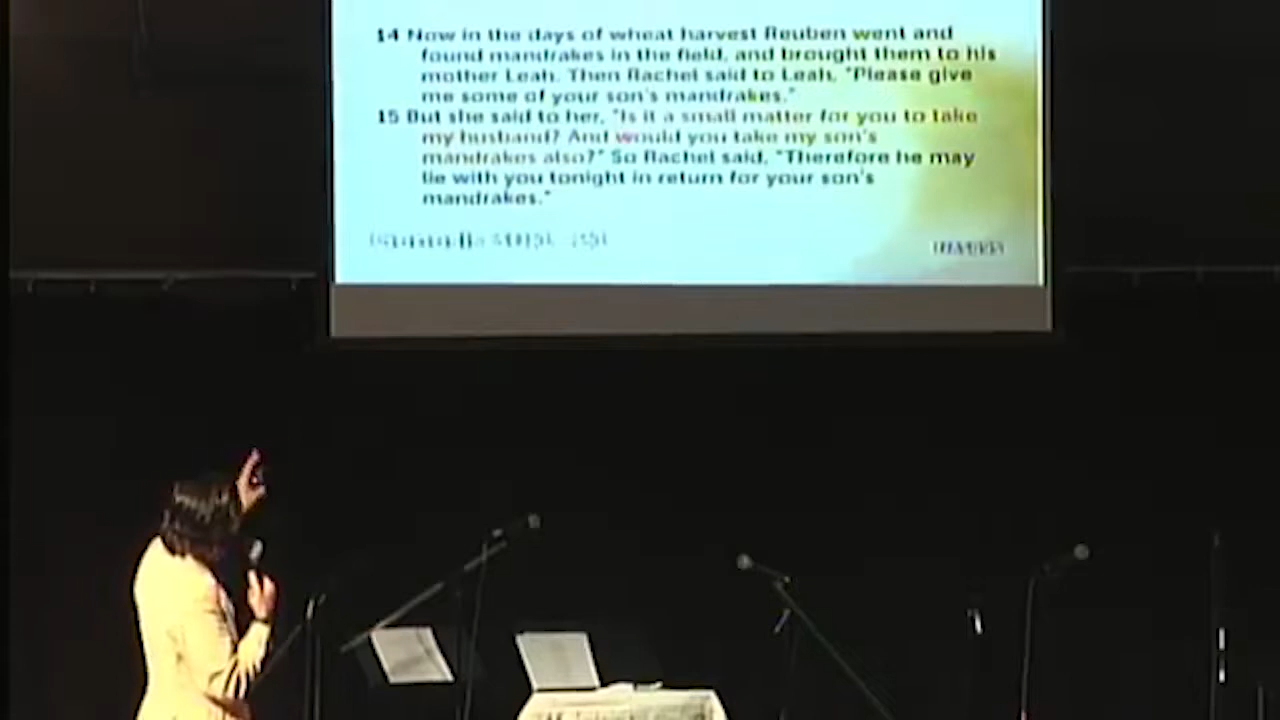 14 Now in the days of wheat harvest Reuben went and
found mandrakes in the field, and brought them to his
mother Leah. Then Rachel said to Leah, "Please give
me some of your son's mandrakes."
15 But she said to her, "Is it a small matter for you to take
my husband? And would you take my son's
mandrakes also?" So Rachel said, "Therefore he may
lie with you tonight in return for your son's
mandrakes."